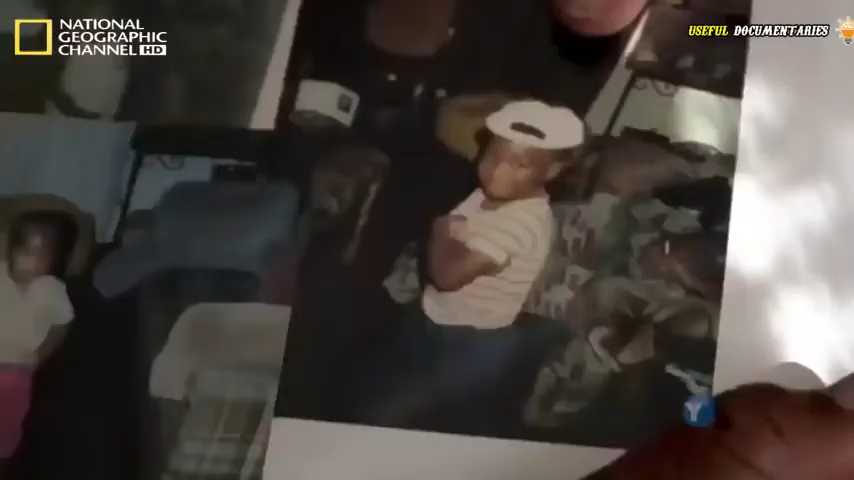 NATIONAL
GEOGRAPHIC
CHANNEL HD
USEFUL DOCUMENTARIES
Y